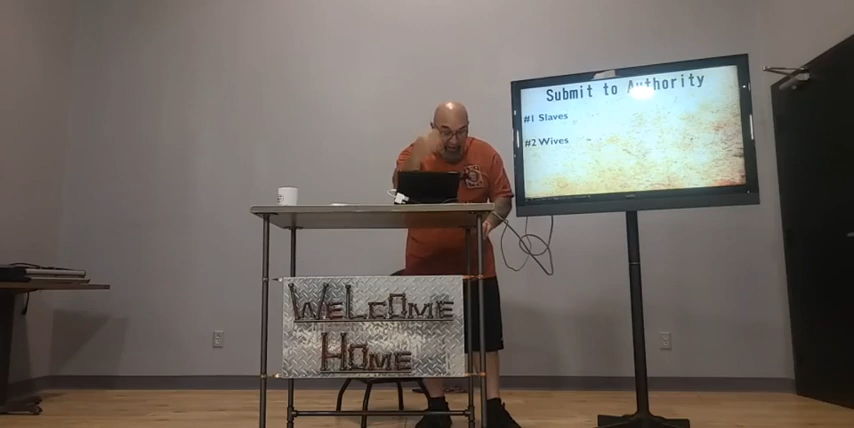 Submit to Authority
#1 Slaves
#2 Wives
WELCOME
HOME